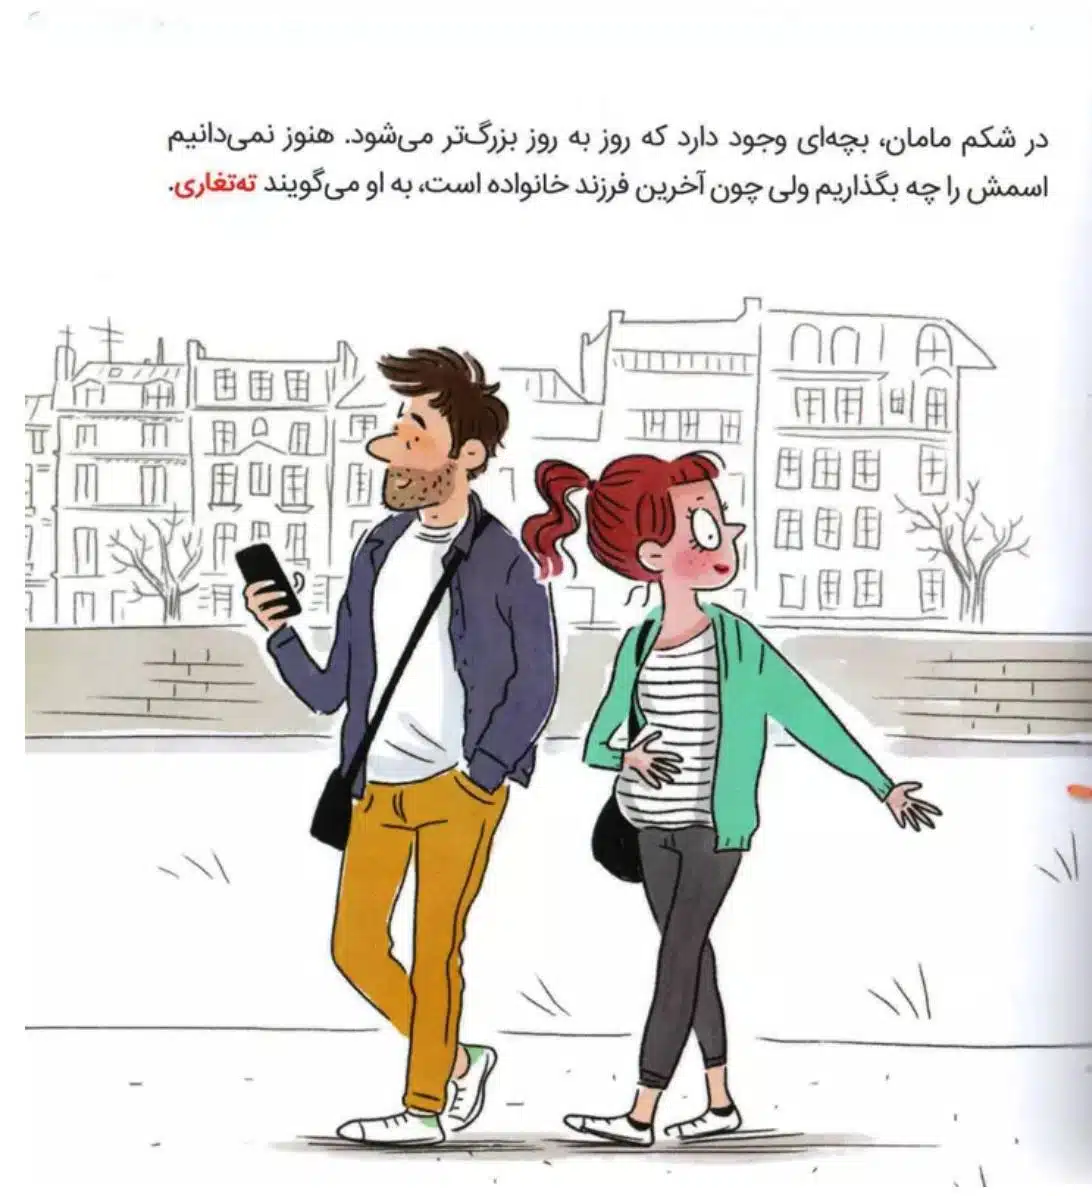 در شکم مامان، بچه‌ای وجود دارد که روز به روز بزرگ‌تر می‌شود. هنوز نمی‌دانیم
اسمش را چه بگذاریم ولی چون آخرین فرزند خانواده است، به او می‌گویند ته‌تغاری.